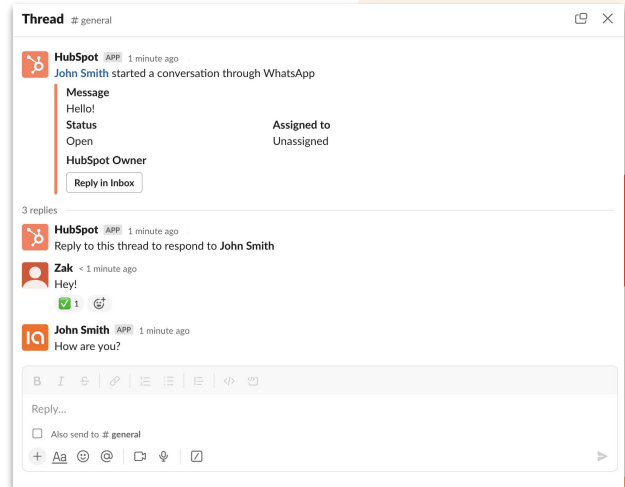 Thread # general
HubSpot APP 1 minute ago
John Smith started a conversation through WhatsApp
Message
Hello!
Status Assigned to
Open Unassigned
HubSpot Owner
Reply in Inbox
3 replies
HubSpot APP 1 minute ago
Reply to this thread to respond to John Smith
Zak < 1 minute ago
Hey!
1
John Smith APP 1 minute ago
How are you?
B I S
Reply...
Also send to # general
+ Aa @